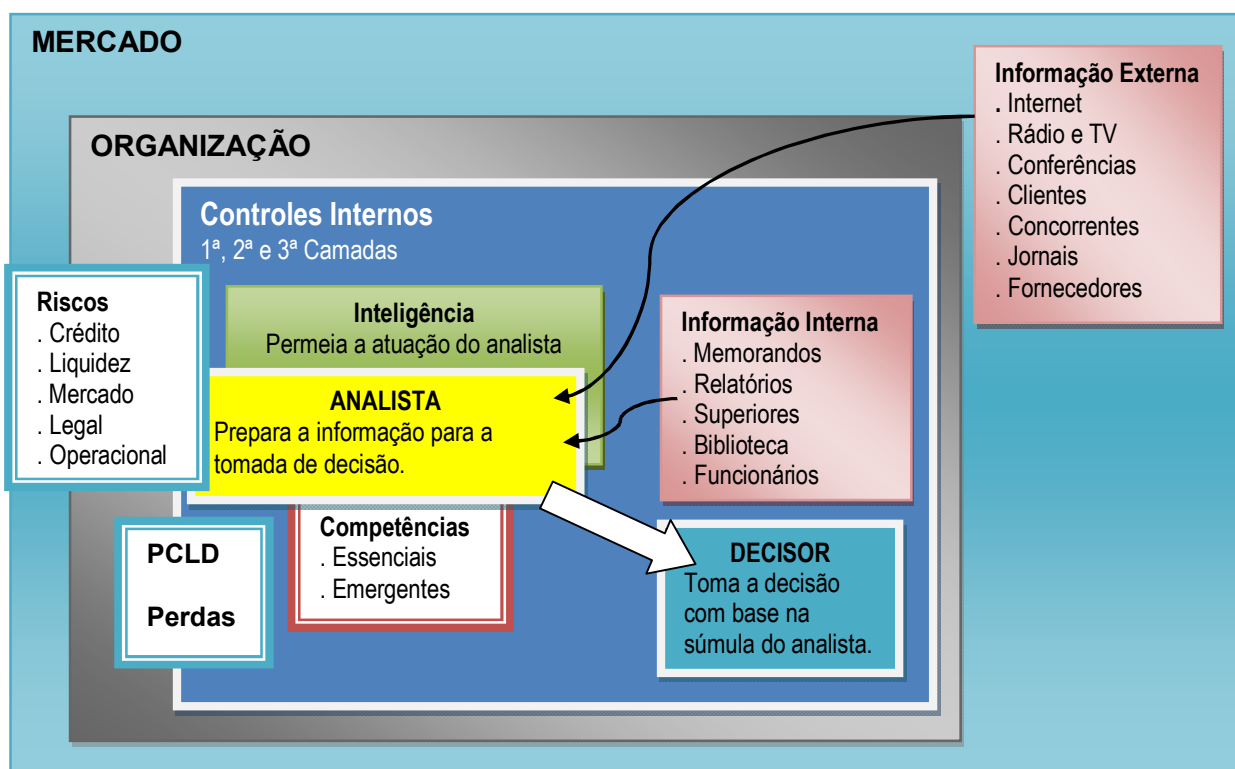 MERCADO
Informação Externa
. Internet
. Rádio e TV
. Conferências
. Clientes
. Concorrentes
. Jornais
. Fornecedores
ORGANIZAÇÃO
Controles Internos
1ª, 2ª e 3ª Camadas
Riscos
. Crédito
. Liquidez
. Mercado
. Legal
. Operacional
Inteligência
Permeia a atuação do analista
ANALISTA
Prepara a informação para a
tomada de decisão.
Informação Interna
. Memorandos
. Relatórios
. Superiores
. Biblioteca
. Funcionários
PCLD
Perdas
Competências
. Essenciais
. Emergentes
DECISOR
Toma a decisão
com base na
súmula do analista.